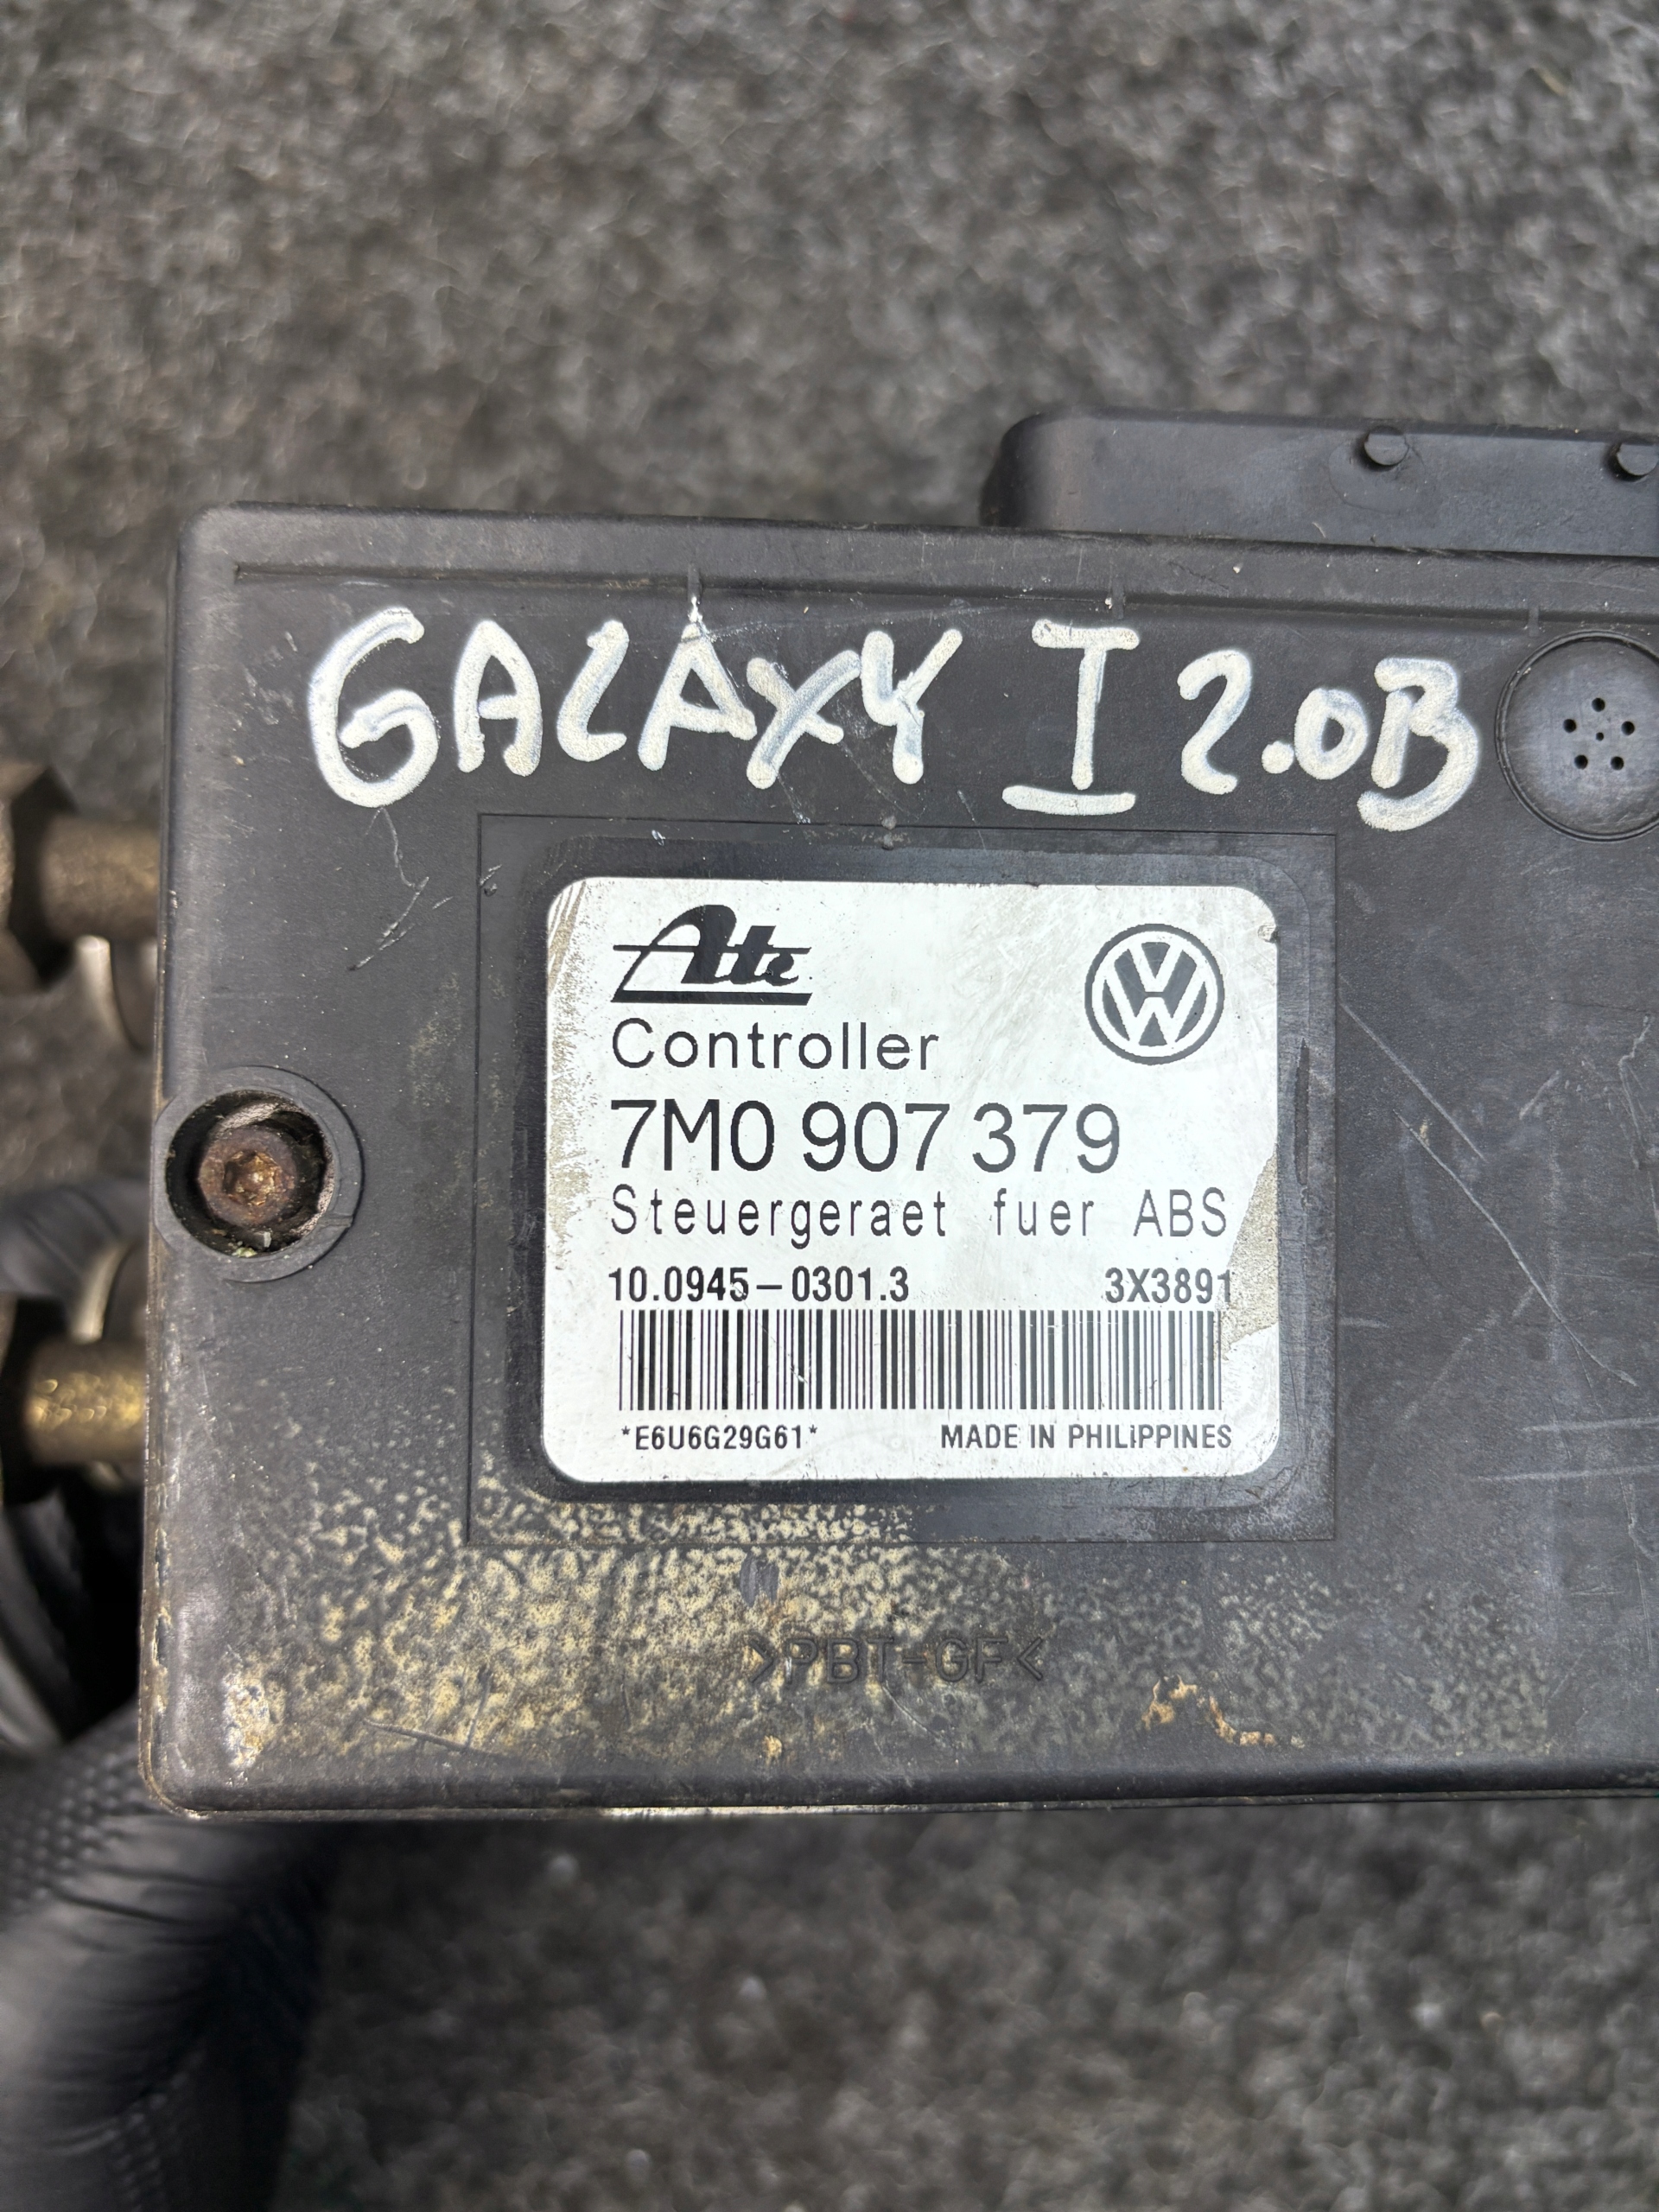 GALAXY I 2.0B
Ate
VW
Controller
7M0 907 379
Steuergeraet fuer ABS
10.0945-0301.3 3X3891
*E6U6G29G61* MADE IN PHILIPPINES
>PBT-GF<